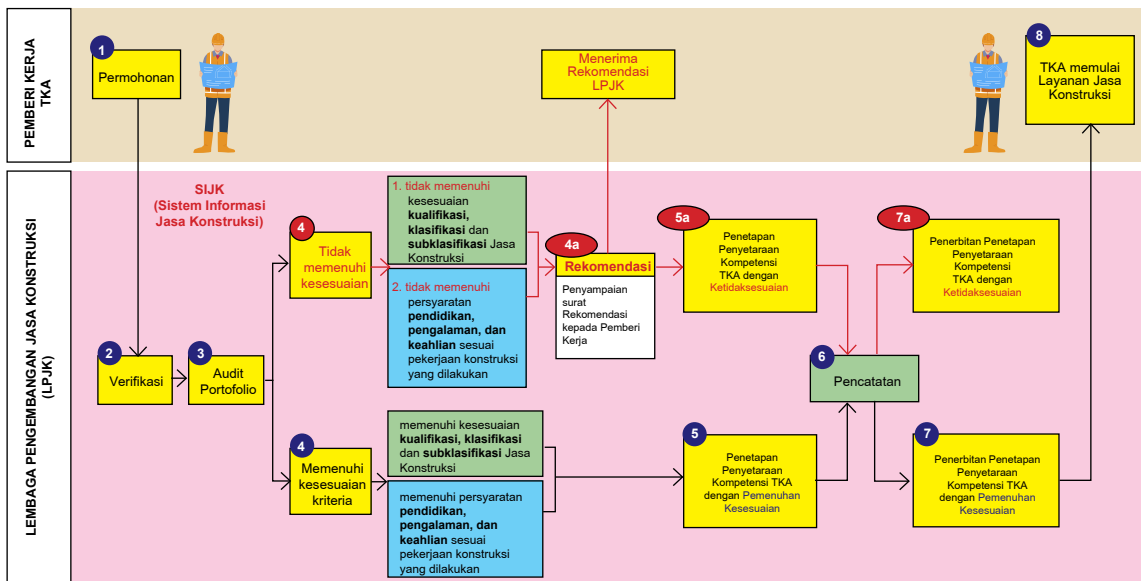 PEMBERI KERJA
TKA
1
Permohonan
Menerima
Rekomendasi
LPJK
8
TKA memulai
Layanan Jasa
Konstruksi
LEMBAGA PENGEMBANGAN JASA KONSTRUKSI
(LPJK)
SIJK
(Sistem Informasi
Jasa Konstruksi)
2
Verifikasi
3
Audit
Portofolio
4
Tidak
memenuhi
kesesuaian
1. tidak memenuhi
kesesuaian
kualifikasi,
klasifikasi dan
subklasifikasi Jasa
Konstruksi
2. tidak memenuhi
persyaratan
pendidikan,
pengalaman, dan
keahlian sesuai
pekerjaan konstruksi
yang dilakukan
4a
Rekomendasi
Penyampaian
surat
Rekomendasi
kepada Pemberi
Kerja
5a
Penetapan
Penyetaraan
Kompetensi
TKA dengan
Ketidaksesuaian
7a
Penerbitan Penetapan
Penyetaraan
Kompetensi
TKA dengan
Ketidaksesuaian
6
Pencatatan
4
Memenuhi
kesesuaian
kriteria
memenuhi kesesuaian
kualifikasi, klasifikasi
dan subklasifikasi Jasa
Konstruksi
memenuhi persyaratan
pendidikan,
pengalaman, dan
keahlian sesuai
pekerjaan konstruksi
yang dilakukan
5
Penetapan
Penyetaraan
Kompetensi TKA
dengan Pemenuhan
Kesesuaian
7
Penerbitan Penetapan
Penyetaraan
Kompetensi TKA
dengan Pemenuhan
Kesesuaian